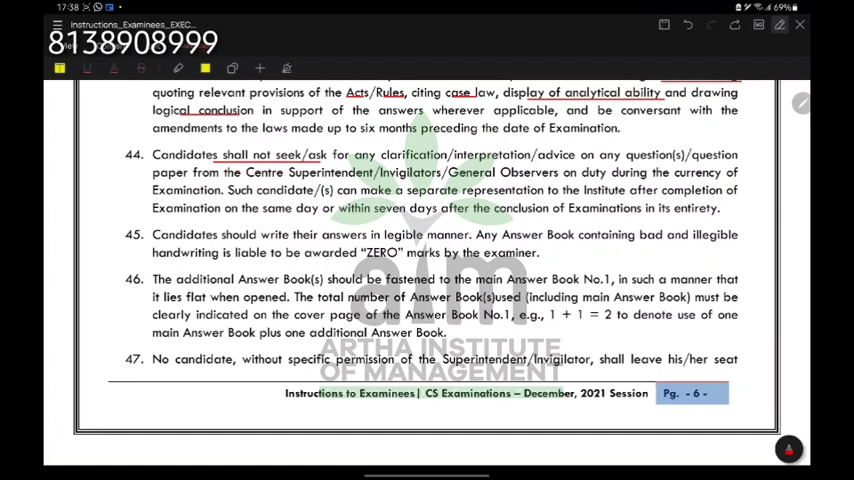 17:38
69%
Instructions_Examinees_EXEC...
8138908999
quoting relevant provisions of the Acts/Rules, citing case law, display of analytical ability and drawing
logical conclusion in support of the answers wherever applicable, and be conversant with the
amendments to the laws made up to six months preceding the date of Examination.
44. Candidates shall not seek/ask for any clarification/interpretation/advice on any question(s)/question
paper from the Centre Superintendent/Invigilators/General Observers on duty during the currency of
Examination. Such candidate/(s) can make a separate representation to the Institute after completion of
Examination on the same day or within seven days after the conclusion of Examinations in its entirety.
45. Candidates should write their answers in legible manner. Any Answer Book containing bad and illegible
handwriting is liable to be awarded “ZERO” marks by the examiner.
46. The additional Answer Book(s) should be fastened to the main Answer Book No.1, in such a manner that
it lies flat when opened. The total number of Answer Book(s)used (including main Answer Book) must be
clearly indicated on the cover page of the Answer Book No.1, e.g., 1 + 1 = 2 to denote use of one
main Answer Book plus one additional Answer Book.
aim
ARTHA INSTITUTE
OF MANAGEMENT
47. No candidate, without specific permission of the Superintendent/Invigilator, shall leave his/her seat
Instructions to Examinees| CS Examinations – December, 2021 Session Pg. - 6 -